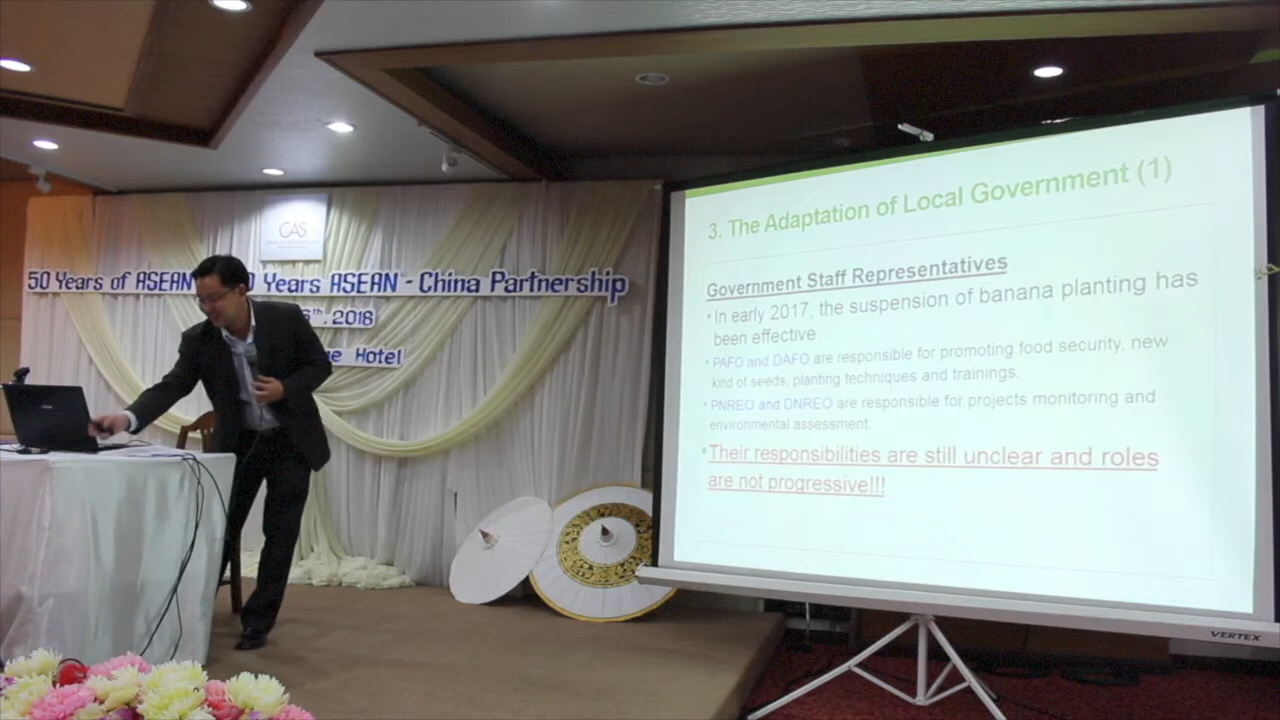 CAS
50 Years of ASEAN Years ASEAN - China Partnership
th, 2018
Hotel
3. The Adaptation of Local Government (1)
Government Staff Representatives
•In early 2017, the suspension of banana planting has
been effective.
• PAFO and DAFO are responsible for promoting food security, new
kind of seeds, planting techniques and trainings.
• PNREO and DNREO are responsible for projects monitoring and
environmental assessment.
•Their responsibilities are still unclear and roles
are not progressive!!!
VERTEX